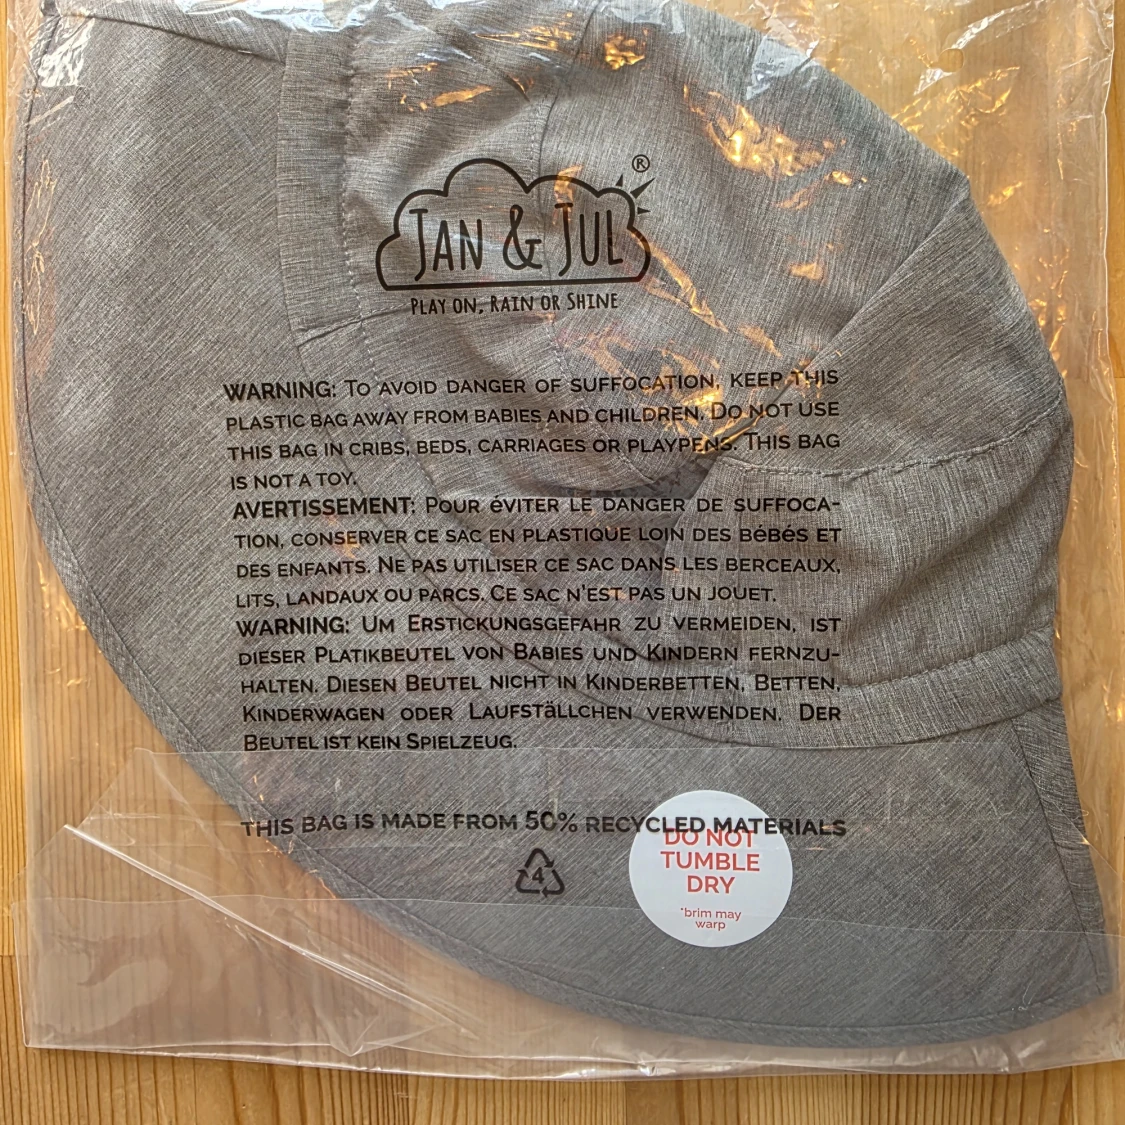 ®
JAN & JUL
PLAY ON, RAIN OR SHINE
WARNING: TO AVOID DANGER OF SUFFOCATION, KEEP THIS
PLASTIC BAG AWAY FROM BABIES AND CHILDREN. DO NOT USE
THIS BAG IN CRIBS, BEDS, CARRIAGES OR PLAYPENS. THIS BAG
IS NOT A TOY.
AVERTISSEMENT: POUR éVITER LE DANGER DE SUFFOCA-
TION, CONSERVER CE SAC EN PLASTIQUE LOIN DES BéBéS ET
DES ENFANTS. NE PAS UTILISER CE SAC DANS LES BERCEAUX,
LITS, LANDAUX OU PARCS. CE SAC N'EST PAS UN JOUET.
WARNING: UM ERSTICKUNGSGEFAHR ZU VERMEIDEN, IST
DIESER PLATIKBEUTEL VON BABIES UND KINDERN FERNZU-
HALTEN. DIESEN BEUTEL NICHT IN KINDERBETTEN, BETTEN,
KINDERWAGEN ODER LAUFSTäLLCHEN VERWENDEN. DER
BEUTEL IST KEIN SPIELZEUG.
THIS BAG IS MADE FROM 50% RECYCLED MATERIALS
4
DO NOT
TUMBLE
DRY
*brim may
warp